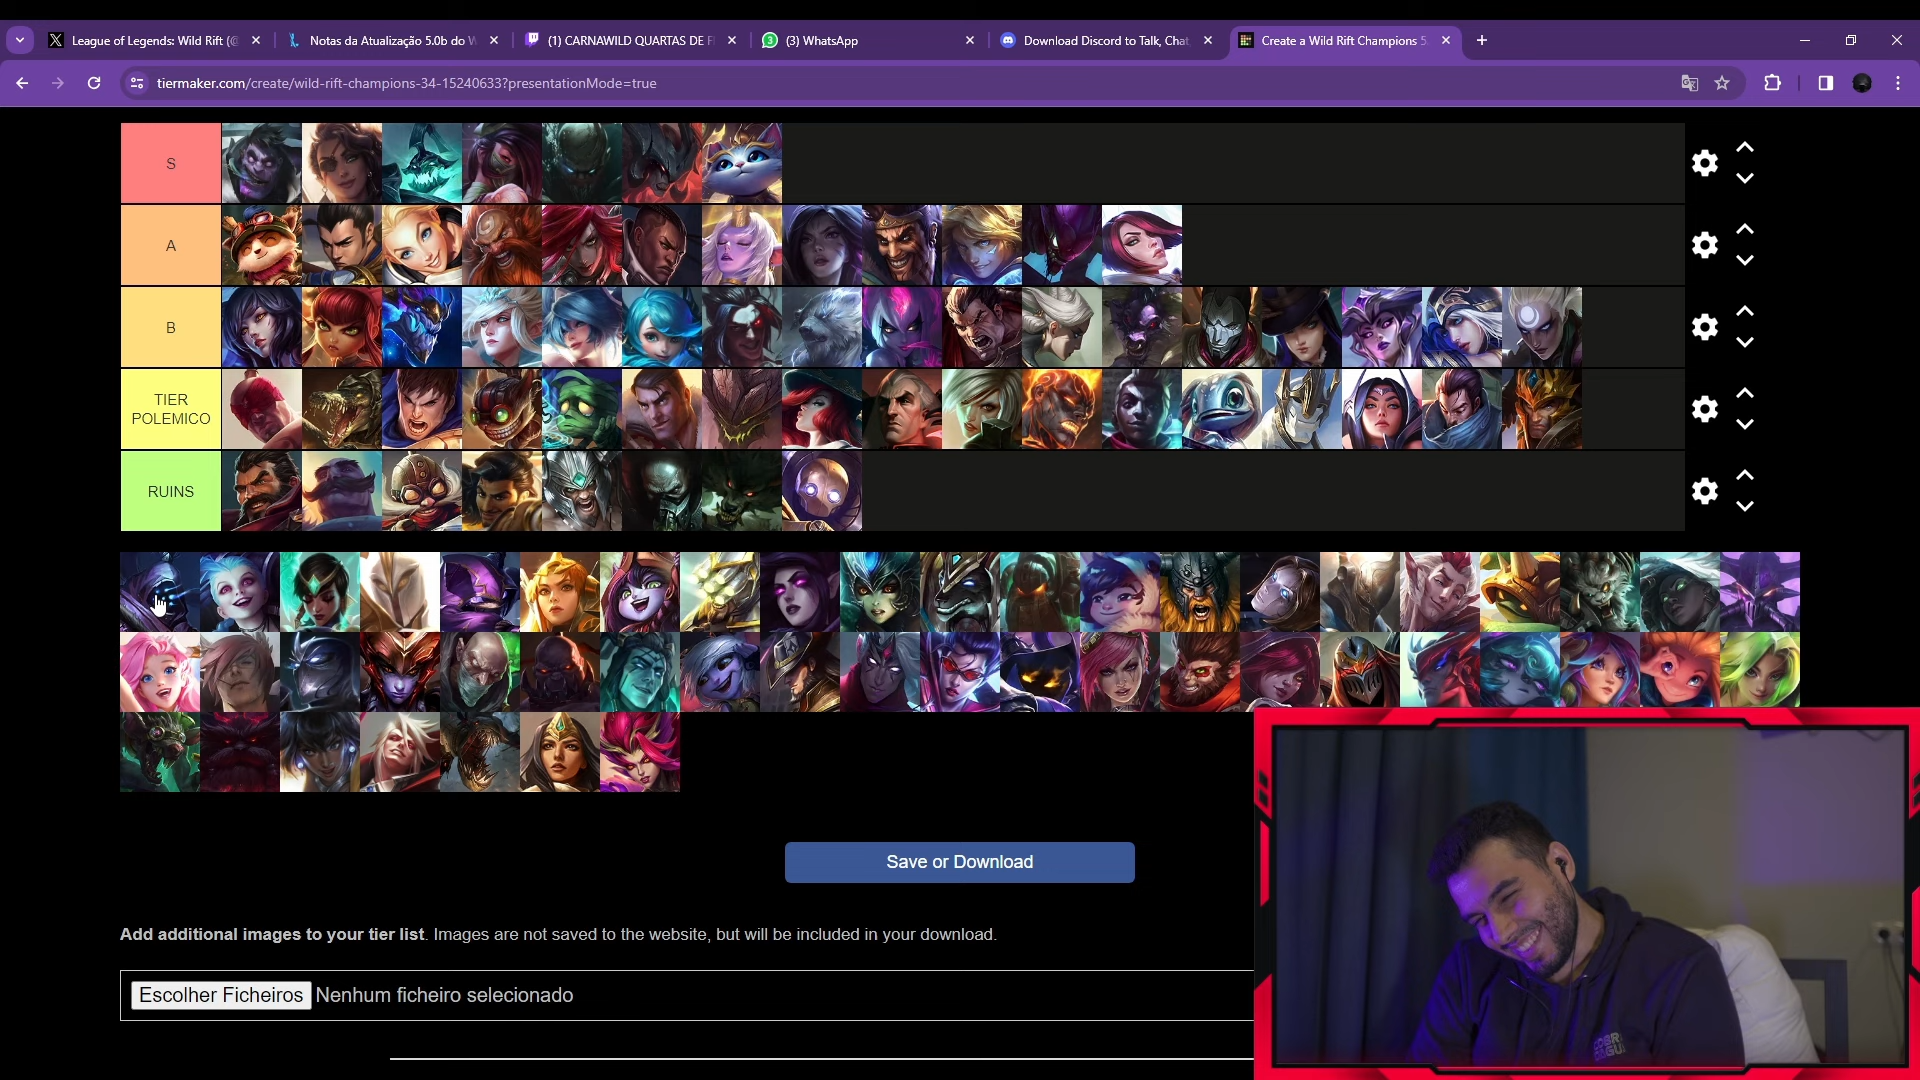 League of Legends: Wild Rift (@
Notas da Atualização 5.0b do W
(1) CARNAWILD QUARTAS DE F
(3) WhatsApp
Download Discord to Talk, Chat,
Create a Wild Rift Champions 5.
tiermaker.com/create/wild-rift-champions-34-15240633?presentationMode=true
S
A
B
TIER
POLEMICO
RUINS
Save or Download
Add additional images to your tier list. Images are not saved to the website, but will be included in your download.
Escolher Ficheiros Nenhum ficheiro selecionado